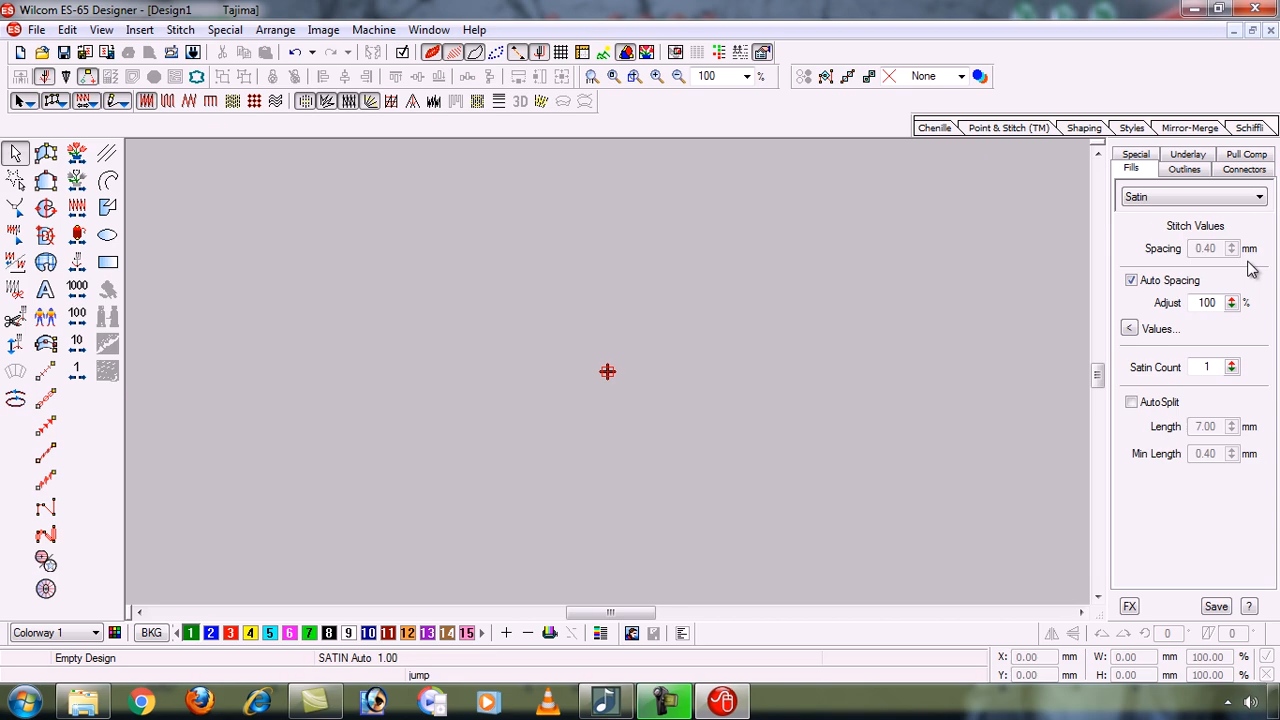 Wilcom ES-65 Designer - [Design1 Tajima]
File Edit View Insert Stitch Special Arrange Image Machine Window Help
100 % None
3D
Chenille Point & Stitch (TM) Shaping Styles Mirror-Merge Schiffli
Special Underlay Pull Comp
Fills Outlines Connectors
Satin
Stitch Values
Spacing 0.40 mm
Auto Spacing
Adjust 100 %
< Values...
Satin Count 1
AutoSplit
Length 7.00 mm
Min Length 0.40 mm
A 1000
100
10
1
FX Save ?
Colorway 1 BKG 1 2 3 4 5 6 7 8 9 10 11 12 13 14 15 0 ° 0 °
Empty Design SATIN Auto 1.00 X: 0.00 mm W: 0.00 mm 100.00 %
jump Y: 0.00 mm H: 0.00 mm 100.00 %